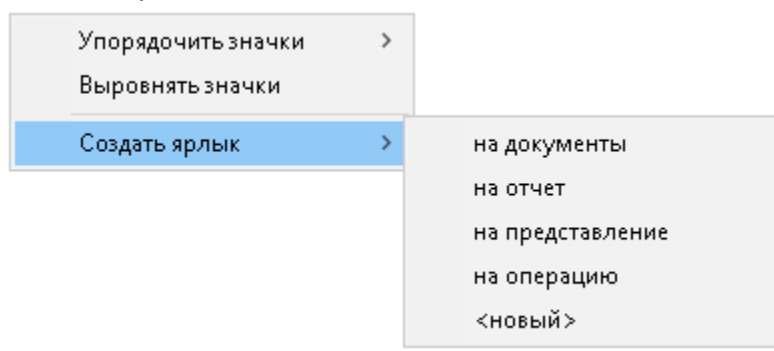 Упорядочить значки
Выровнять значки
Создать ярлык
на документы
на отчет
на представление
на операцию
<новый>